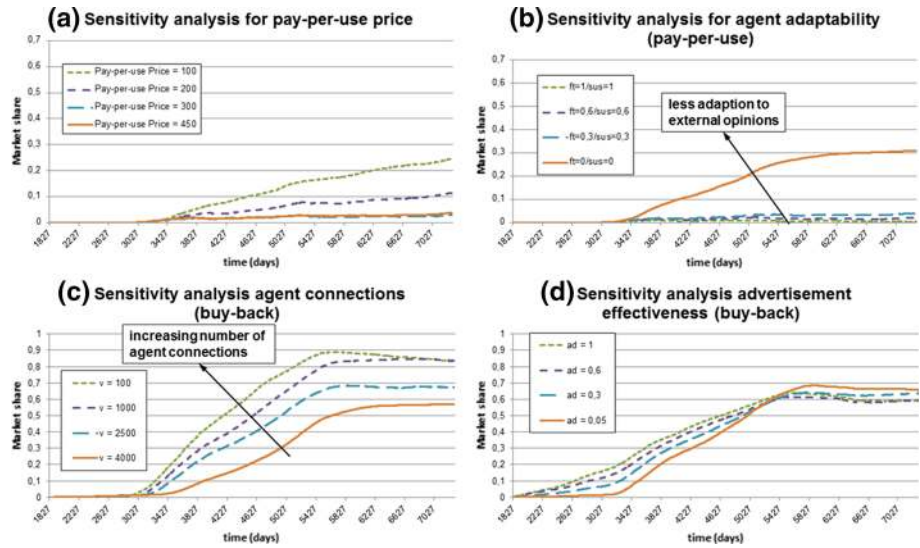 (a) Sensitivity analysis for pay-per-use price
Market share
0,7
0,6
0,5
0,4
0,3
0,2
0,1
0
Pay-per-use Price = 100
Pay-per-use Price = 200
Pay-per-use Price = 300
Pay-per-use Price = 450
1827
2227
2627
3027
3427
3827
4227
4627
5027
5427
5827
6227
6627
7027
time (days)
(b) Sensitivity analysis for agent adaptability
(pay-per-use)
Market share
0,7
0,6
0,5
0,4
0,3
0,2
0,1
0
ft=1/sus=1
ft=0,6/sus=0,6
ft=0,3/sus=0,3
ft=0/sus=0
less adaption to
external opinions
1827
2227
2627
3027
3427
3827
4227
4627
5027
5427
5827
6227
6627
7027
time (days)
(c) Sensitivity analysis agent connections
(buy-back)
increasing number of
agent connections
Market share
1
0,9
0,8
0,7
0,6
0,5
0,4
0,3
0,2
0,1
0
v = 100
v = 1000
v = 2500
v = 4000
1827
2227
2627
3027
3427
3827
4227
4627
5027
5427
5827
6227
6627
7027
time (days)
(d) Sensitivity analysis advertisement
effectiveness (buy-back)
Market share
1
0,9
0,8
0,7
0,6
0,5
0,4
0,3
0,2
0,1
0
ad = 1
ad = 0,6
ad = 0,3
ad = 0,05
1827
2227
2627
3027
3427
3827
4227
4627
5027
5427
5827
6227
6627
7027
time (days)